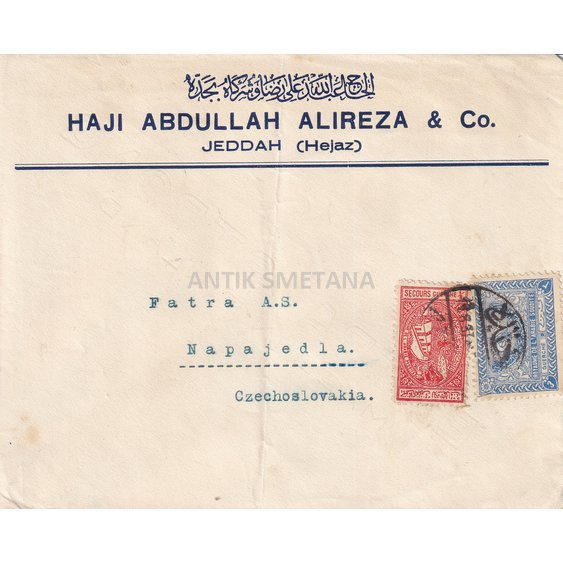 الحاج عبدالله علي رضا وشركاه بجده
HAJI ABDULLAH ALIREZA & Co.
JEDDAH (Hejaz)
ANTIK SMETANA
Fatra A.S.
Napajedla.
Czechoslovakia.
SECOURS